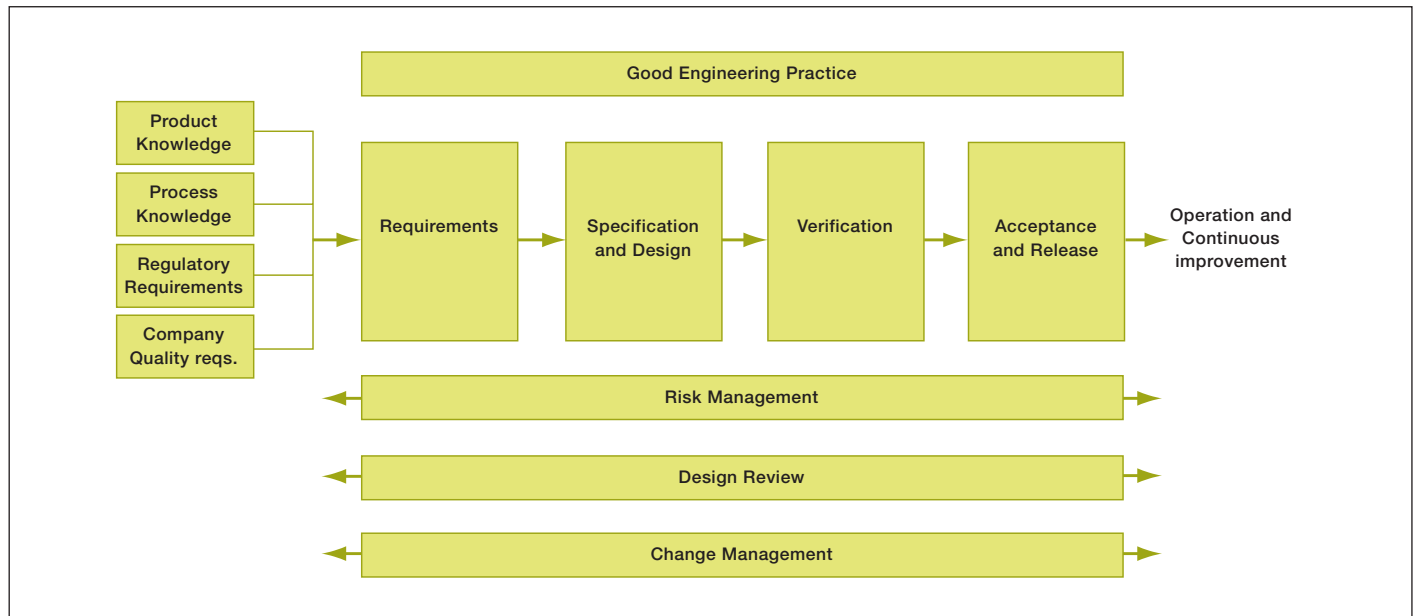 Good Engineering Practice
Product
Knowledge
Process
Knowledge
Regulatory
Requirements
Company
Quality reqs.
Requirements
Specification
and Design
Verification
Acceptance
and Release
Operation and
Continuous
improvement
Risk Management
Design Review
Change Management